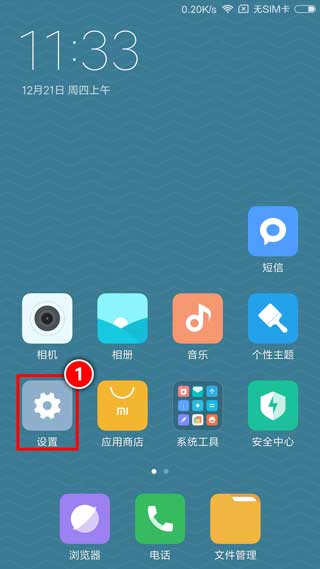 0.20K/s 无SIM卡
11:33
12月21日 周四上午
短信
相机 相册 音乐 个性主题
1
设置 应用商店 系统工具 安全中心
浏览器 电话 文件管理